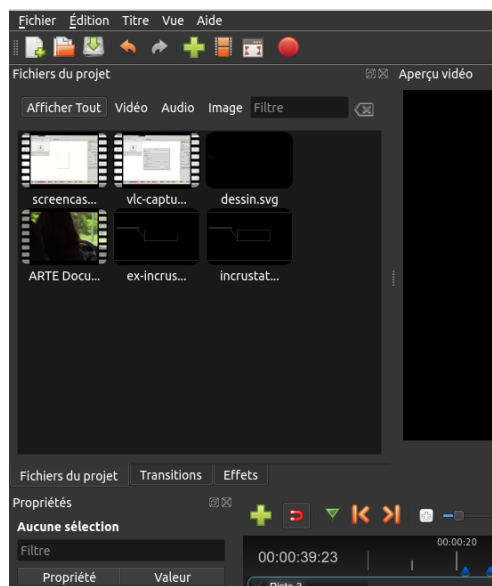 Fichier Édition Titre Vue Aide
Fichiers du projet
Aperçu vidéo
Afficher Tout Vidéo Audio Image Filtre
screencas... vlc-captu... dessin.svg
ARTE Docu... ex-incrus... incrustat...
Fichiers du projet Transitions Effets
Propriétés
Aucune sélection
Filtre
Propriété Valeur
00:00:39:23
00:00:20
Piste 3